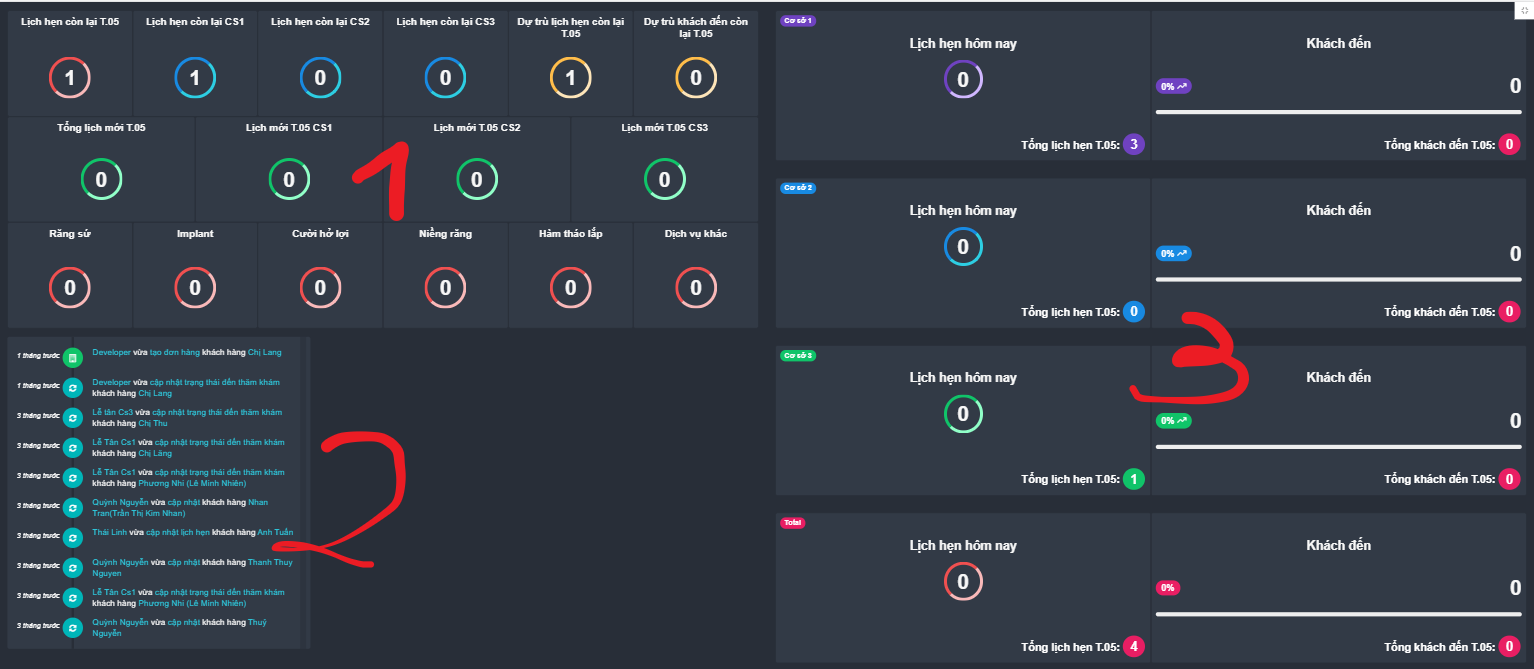 Lịch hẹn còn lại T.05
1
Lịch hẹn còn lại CS1
1
Lịch hẹn còn lại CS2
0
Lịch hẹn còn lại CS3
0
Dự trù lịch hẹn còn lại
T.05
1
Dự trù khách đến còn
lại T.05
0
Tổng lịch mới T.05
0
Lịch mới T.05 CS1
0
Lịch mới T.05 CS2
0
Lịch mới T.05 CS3
0
1
Răng sứ
0
Implant
0
Cười hở lợi
0
Niềng răng
0
Hàm tháo lắp
0
Dịch vụ khác
0
1 tháng trước
Developer vừa tạo đơn hàng khách hàng Chị Lang
1 tháng trước
Developer vừa cập nhật trạng thái đến thăm khám
khách hàng Chị Lang
3 tháng trước
Lễ tân Cs3 vừa cập nhật trạng thái đến thăm khám
khách hàng Chị Thu
3 tháng trước
Lễ Tân Cs1 vừa cập nhật trạng thái đến thăm khám
khách hàng Chị Lăng
3 tháng trước
Lễ Tân Cs1 vừa cập nhật trạng thái đến thăm khám
khách hàng Phương Nhi (Lê Minh Nhiên)
3 tháng trước
Quỳnh Nguyễn vừa cập nhật khách hàng Nhan
Tran(Trần Thị Kim Nhan)
3 tháng trước
Thái Linh vừa cập nhật lịch hẹn khách hàng Anh Tuấn
3 tháng trước
Quỳnh Nguyễn vừa cập nhật khách hàng Thanh Thuy
Nguyen
3 tháng trước
Lễ Tân Cs1 vừa cập nhật trạng thái đến thăm khám
khách hàng Phương Nhi (Lê Minh Nhiên)
3 tháng trước
Quỳnh Nguyễn vừa cập nhật khách hàng Thuý
Nguyễn
2
Cơ sở 1
Lịch hẹn hôm nay
0
Tổng lịch hẹn T.05: 3
Khách đến
0% 0
Tổng khách đến T.05: 0
Cơ sở 2
Lịch hẹn hôm nay
0
Tổng lịch hẹn T.05: 0
Khách đến
0% 0
Tổng khách đến T.05: 0
3
Cơ sở 3
Lịch hẹn hôm nay
0
Tổng lịch hẹn T.05: 1
Khách đến
0% 0
Tổng khách đến T.05: 0
Total
Lịch hẹn hôm nay
0
Tổng lịch hẹn T.05: 4
Khách đến
0% 0
Tổng khách đến T.05: 0